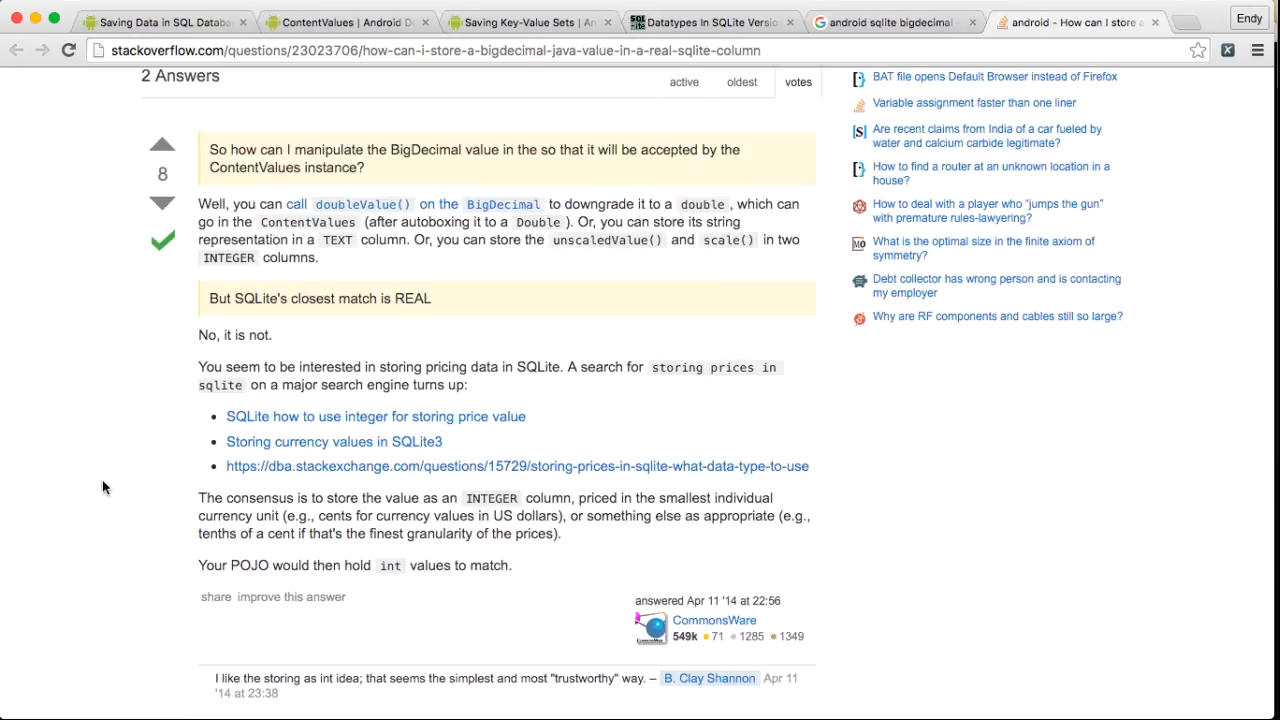 Saving Data in SQL Datab
ContentValues | Android D
Saving Key-Value Sets | An
Datatypes In SQLite Versio
android sqlite bigdecimal
android - How can I store a
Endy
stackoverflow.com/questions/23023706/how-can-i-store-a-bigdecimal-java-value-in-a-real-sqlite-column
2 Answers
active oldest votes
8
So how can I manipulate the BigDecimal value in the so that it will be accepted by the
ContentValues instance?
Well, you can call doubleValue() on the BigDecimal to downgrade it to a double, which can
go in the ContentValues (after autoboxing it to a Double). Or, you can store its string
representation in a TEXT column. Or, you can store the unscaledValue() and scale() in two
INTEGER columns.
But SQLite's closest match is REAL
No, it is not.
You seem to be interested in storing pricing data in SQLite. A search for storing prices in
sqlite on a major search engine turns up:
• SQLite how to use integer for storing price value
• Storing currency values in SQLite3
• https://dba.stackexchange.com/questions/15729/storing-prices-in-sqlite-what-data-type-to-use
The consensus is to store the value as an INTEGER column, priced in the smallest individual
currency unit (e.g., cents for currency values in US dollars), or something else as appropriate (e.g.,
tenths of a cent if that's the finest granularity of the prices).
Your POJO would then hold int values to match.
share improve this answer
answered Apr 11 '14 at 22:56
CommonsWare
549k 71 1285 1349
I like the storing as int idea; that seems the simplest and most "trustworthy" way. – B. Clay Shannon Apr 11
'14 at 23:38
BAT file opens Default Browser instead of Firefox
Variable assignment faster than one liner
Are recent claims from India of a car fueled by
water and calcium carbide legitimate?
How to find a router at an unknown location in a
house?
How to deal with a player who “jumps the gun”
with premature rules-lawyering?
What is the optimal size in the finite axiom of
symmetry?
Debt collector has wrong person and is contacting
my employer
Why are RF components and cables still so large?